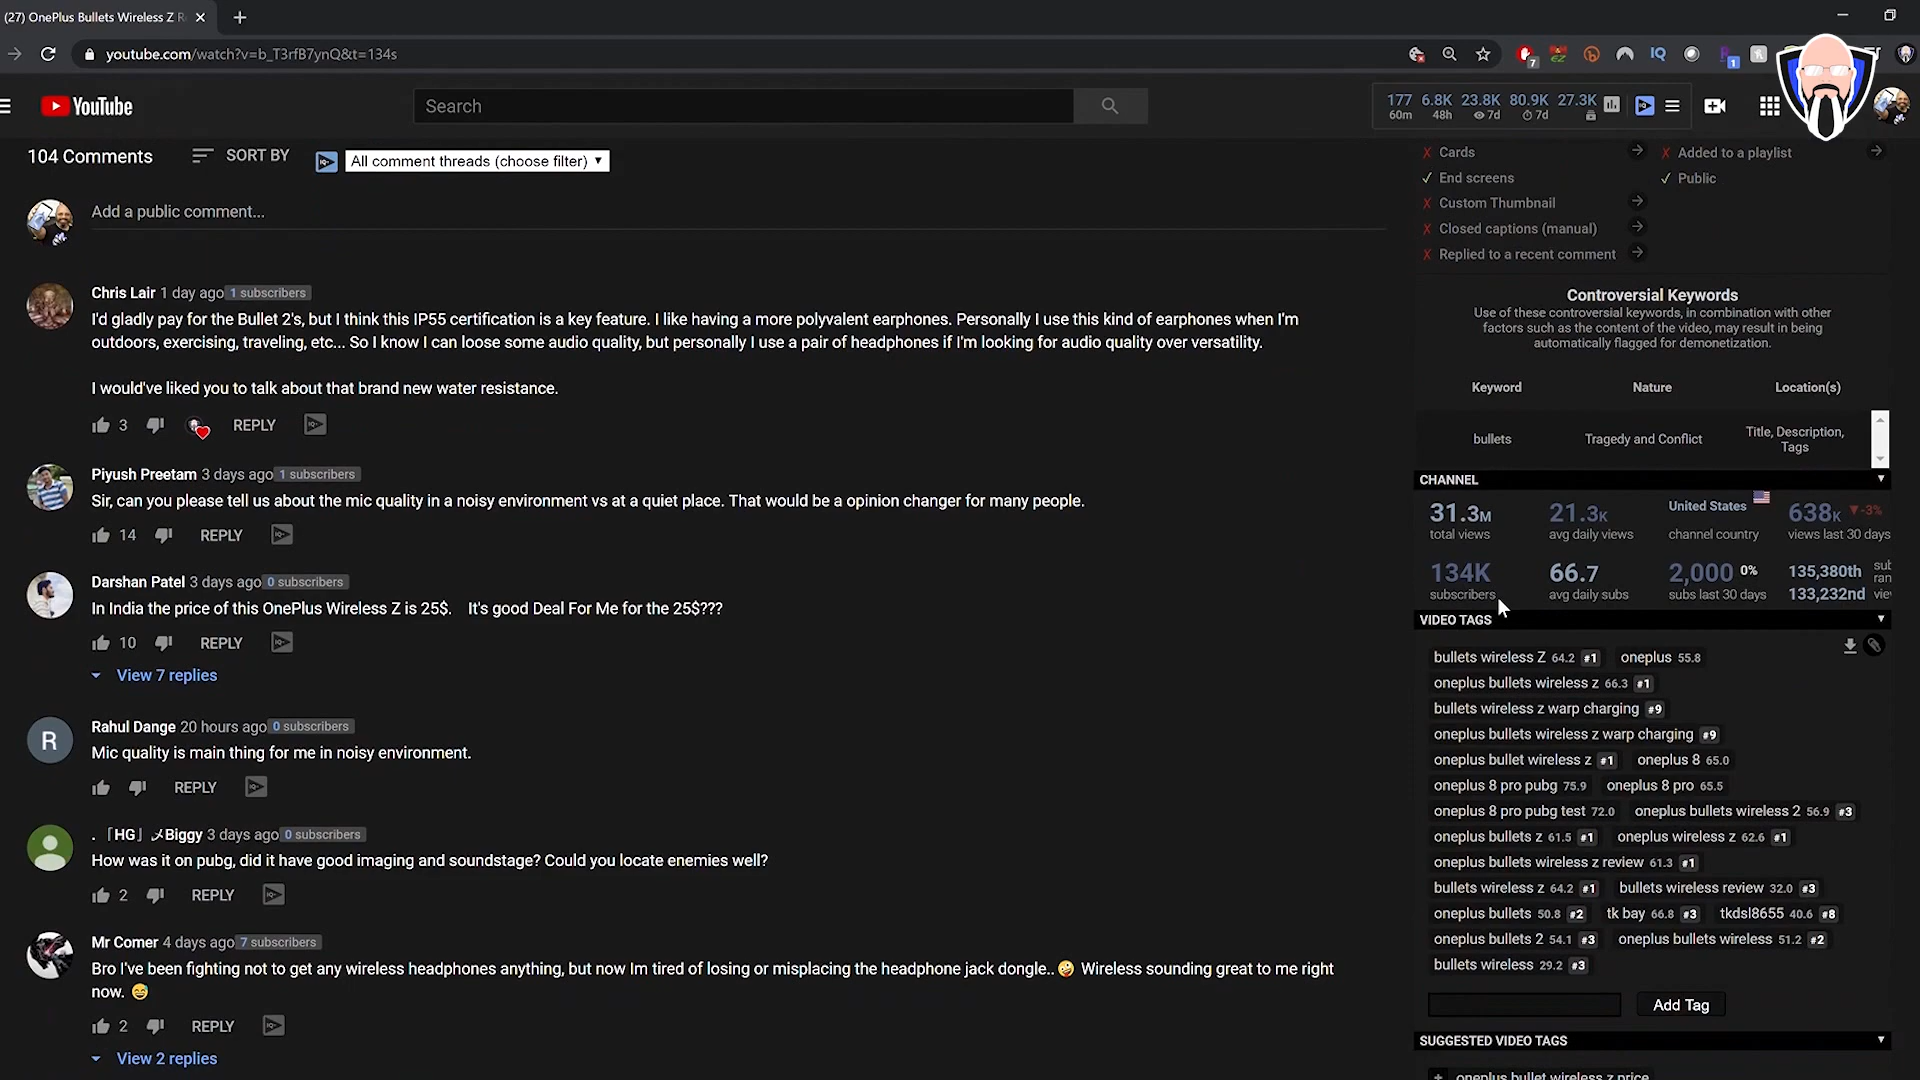 (27) OnePlus Bullets Wireless Z R
youtube.com/watch?v=b_T3rfB7ynQ&t=134s
7
EZ
IQ
1
YouTube
Search
177 6.8K 23.8K 80.9K 27.3K
60m 48h 7d 7d
104 Comments SORT BY All comment threads (choose filter)
Add a public comment...
Chris Lair 1 day ago 1 subscribers
I'd gladly pay for the Bullet 2's, but I think this IP55 certification is a key feature. I like having a more polyvalent earphones. Personally I use this kind of earphones when I'm
outdoors, exercising, traveling, etc... So I know I can loose some audio quality, but personally I use a pair of headphones if I'm looking for audio quality over versatility.
I would've liked you to talk about that brand new water resistance.
3 REPLY
Piyush Preetam 3 days ago 1 subscribers
Sir, can you please tell us about the mic quality in a noisy environment vs at a quiet place. That would be a opinion changer for many people.
14 REPLY
Darshan Patel 3 days ago 0 subscribers
In India the price of this OnePlus Wireless Z is 25$. It's good Deal For Me for the 25$???
10 REPLY
View 7 replies
R
Rahul Dange 20 hours ago 0 subscribers
Mic quality is main thing for me in noisy environment.
REPLY
. 「HG」メBiggy 3 days ago 0 subscribers
How was it on pubg, did it have good imaging and soundstage? Could you locate enemies well?
2 REPLY
Mr Comer 4 days ago 7 subscribers
Bro I've been fighting not to get any wireless headphones anything, but now Im tired of losing or misplacing the headphone jack dongle.. 🤪 Wireless sounding great to me right
now. 😅
2 REPLY
View 2 replies
X Cards X Added to a playlist
✓ End screens ✓ Public
X Custom Thumbnail
X Closed captions (manual)
X Replied to a recent comment
Controversial Keywords
Use of these controversial keywords, in combination with other
factors such as the content of the video, may result in being
automatically flagged for demonetization.
Keyword Nature Location(s)
bullets Tragedy and Conflict Title, Description,
Tags
CHANNEL
31.3M 21.3K United States 638K ▼-3%
total views avg daily views channel country views last 30 days
134K 66.7 2,000 0% 135,380th sub
ran
subscribers avg daily subs subs last 30 days 133,232nd vie
VIDEO TAGS
bullets wireless Z 64.2 #1 oneplus 55.8
oneplus bullets wireless z 66.3 #1
bullets wireless z warp charging #9
oneplus bullets wireless z warp charging #9
oneplus bullet wireless z #1 oneplus 8 65.0
oneplus 8 pro pubg 75.9 oneplus 8 pro 65.5
oneplus 8 pro pubg test 72.0 oneplus bullets wireless 2 56.9 #3
oneplus bullets z 61.5 #1 oneplus wireless z 62.6 #1
oneplus bullets wireless z review 61.3 #1
bullets wireless z 64.2 #1 bullets wireless review 32.0 #3
oneplus bullets 50.8 #2 tk bay 66.8 #3 tkdsl8655 40.6 #8
oneplus bullets 2 54.1 #3 oneplus bullets wireless 51.2 #2
bullets wireless 29.2 #3
Add Tag
SUGGESTED VIDEO TAGS
+ oneplus bullet wireless z price